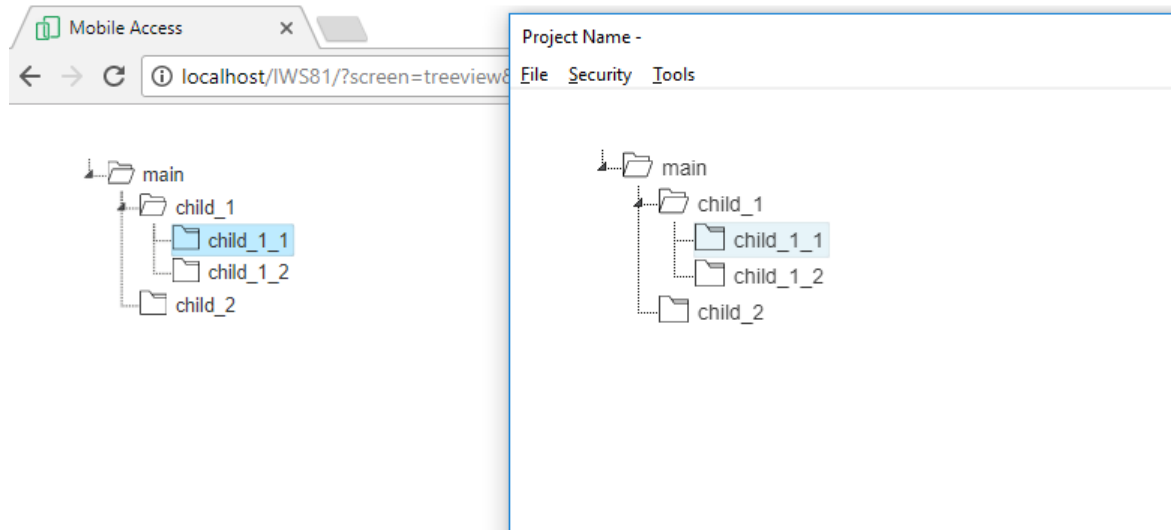 Mobile Access
localhost/IWS81/?screen=treeview&
main
child_1
child_1_1
child_1_2
child_2
Project Name -
File Security Tools
main
child_1
child_1_1
child_1_2
child_2